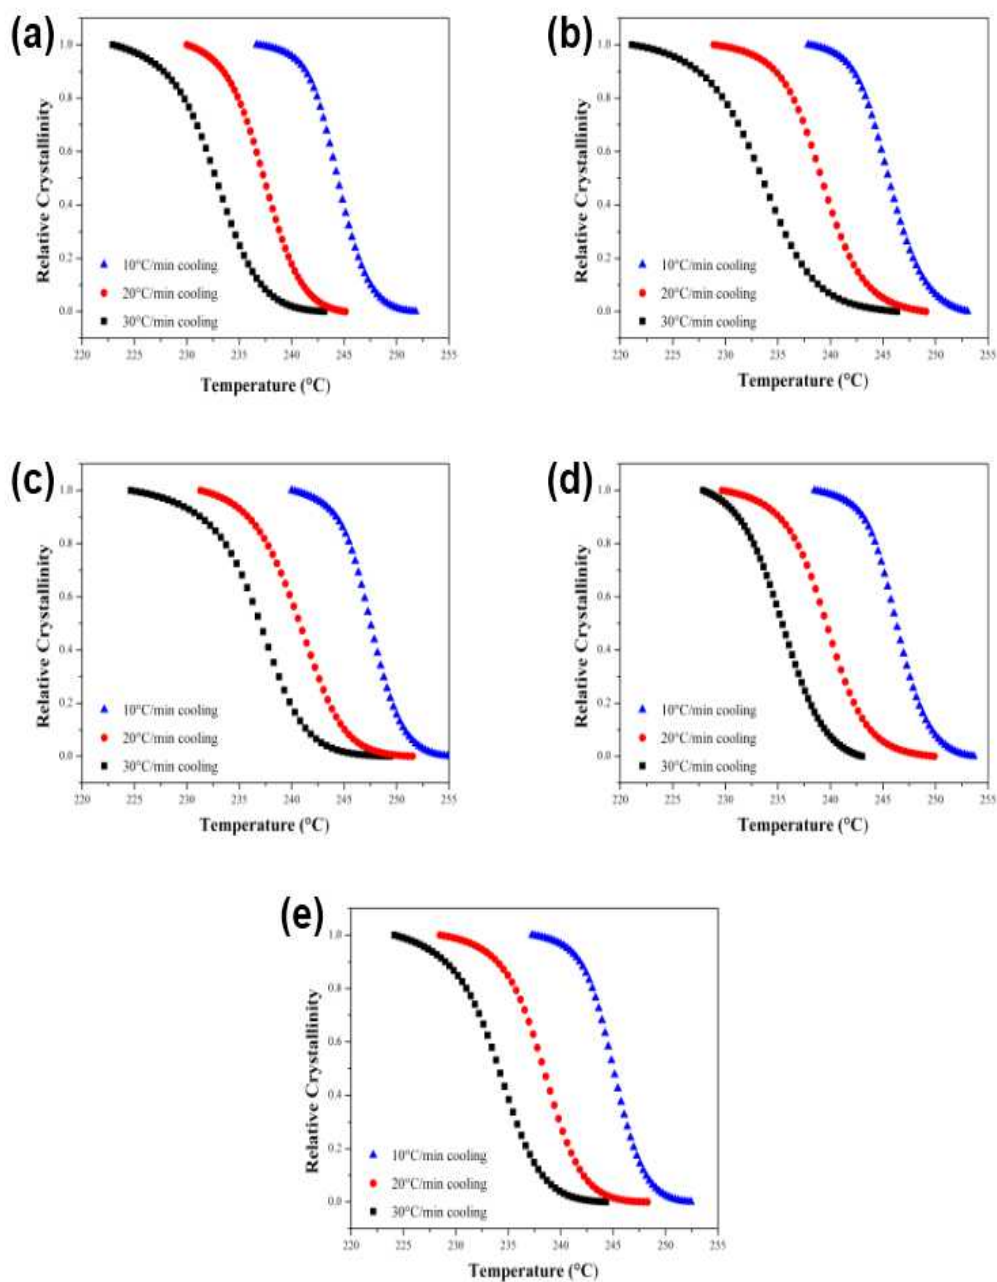 (a)
Relative Crystallinity
1.0
0.8
0.6
0.4
0.2
0.0
10°C/min cooling
20°C/min cooling
30°C/min cooling
220 225 230 235 240 245 250 255
Temperature (°C)
(b)
Relative Crystallinity
1.0
0.8
0.6
0.4
0.2
0.0
10°C/min cooling
20°C/min cooling
30°C/min cooling
220 225 230 235 240 245 250 255
Temperature (°C)
(c)
Relative Crystallinity
1.0
0.8
0.6
0.4
0.2
0.0
10°C/min cooling
20°C/min cooling
30°C/min cooling
220 225 230 235 240 245 250 255
Temperature (°C)
(d)
Relative Crystallinity
1.0
0.8
0.6
0.4
0.2
0.0
10°C/min cooling
20°C/min cooling
30°C/min cooling
220 225 230 235 240 245 250 255
Temperature (°C)
(e)
Relative Crystallinity
1.0
0.8
0.6
0.4
0.2
0.0
10°C/min cooling
20°C/min cooling
30°C/min cooling
220 225 230 235 240 245 250 255
Temperature (°C)